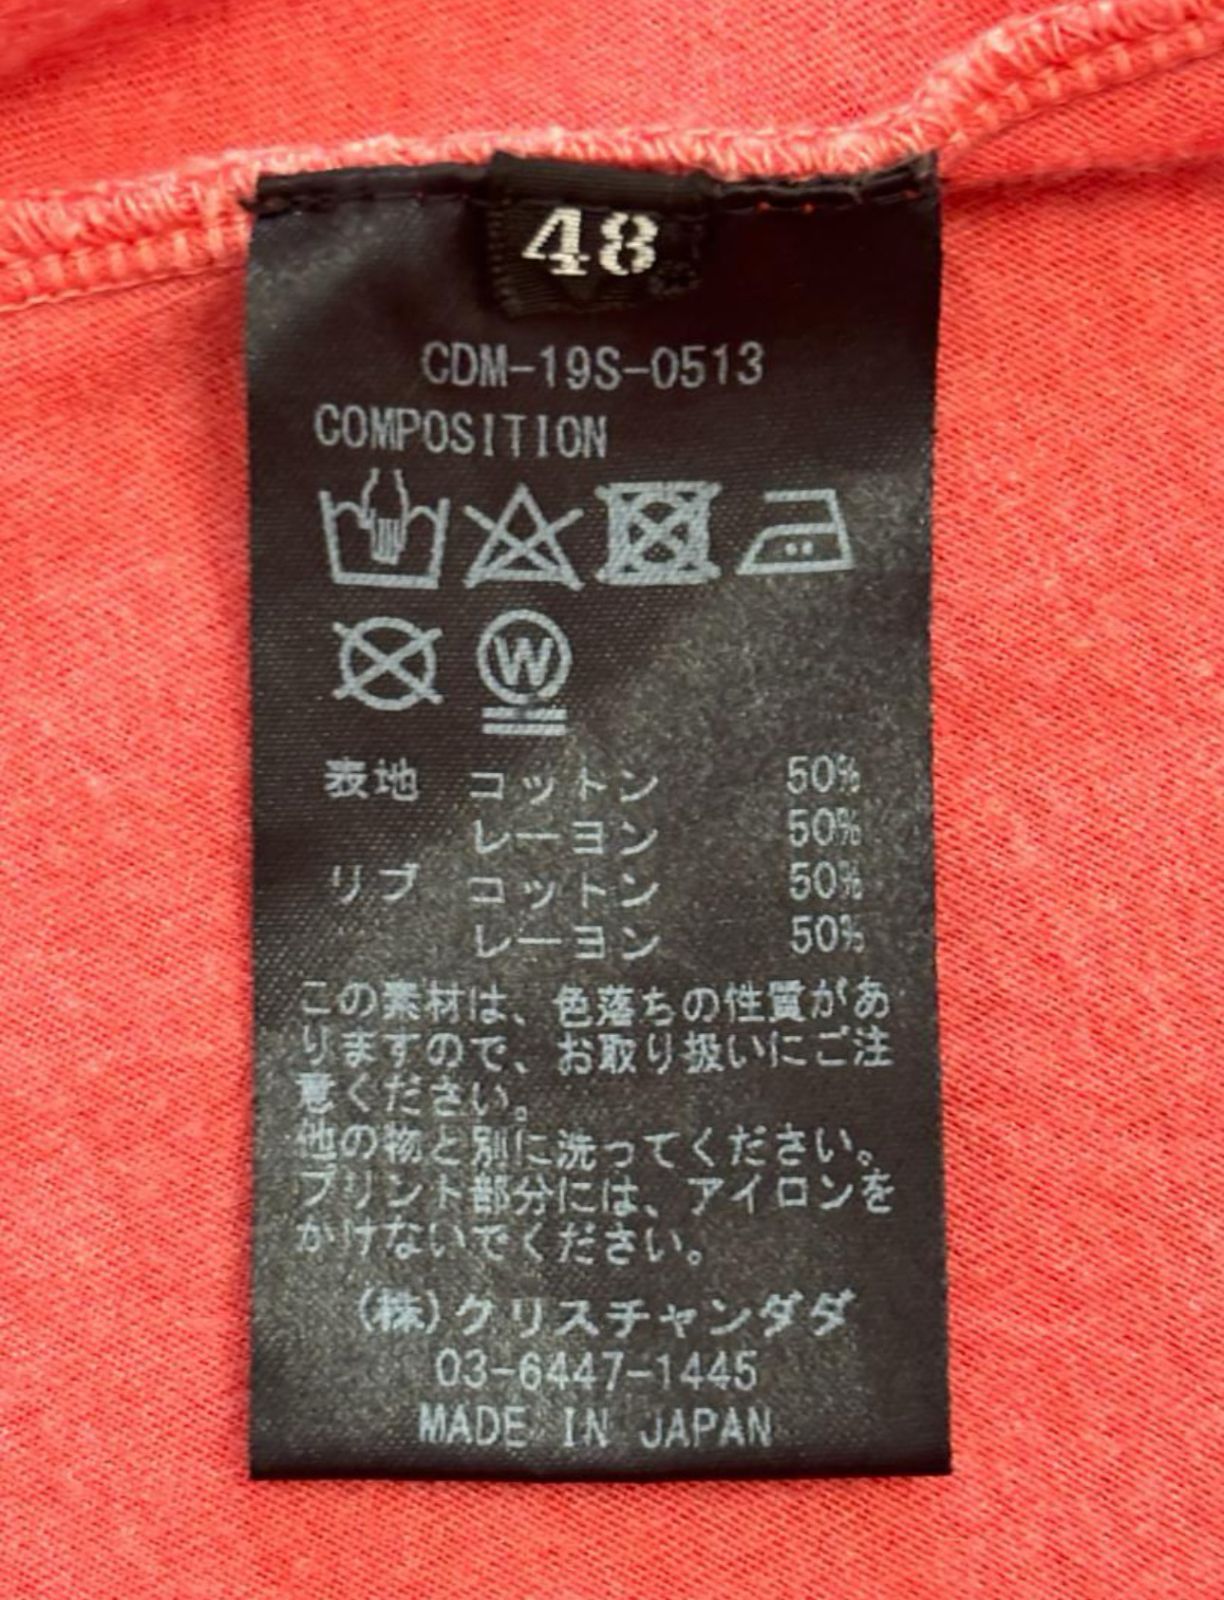 48
CDM-19S-0513
COMPOSITION
W
表地 コットン 50%
レーヨン 50%
リブ コットン 50%
レーヨン 50%
この素材は、色落ちの性質があ
りますので、お取り扱いにご注
意ください。
他の物と別に洗ってください。
プリント部分には、アイロンを
かけないでください。
(株)クリスチャンダダ
03-6447-1445
MADE IN JAPAN